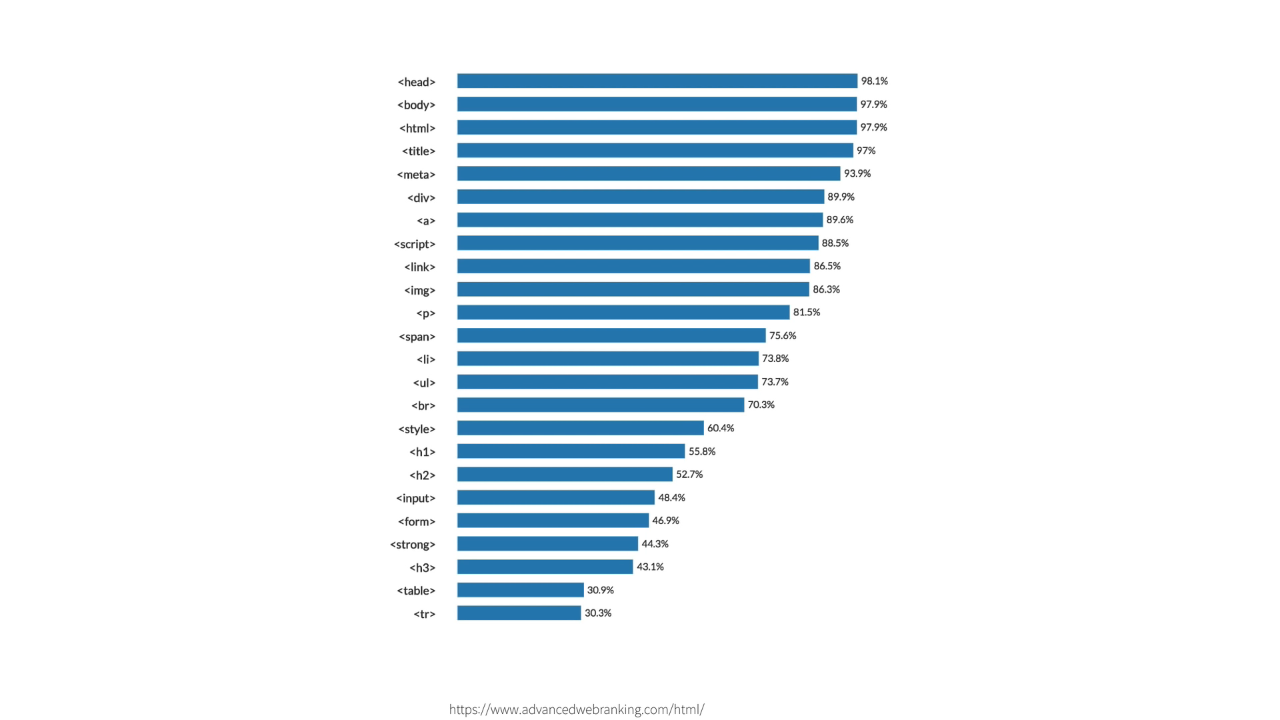 <head> 98.1%
<body> 97.9%
<html> 97.9%
<title> 97%
<meta> 93.9%
<div> 89.9%
<a> 89.6%
<script> 88.5%
<link> 86.5%
<img> 86.3%
<p> 81.5%
<span> 75.6%
<li> 73.8%
<ul> 73.7%
<br> 70.3%
<style> 60.4%
<h1> 55.8%
<h2> 52.7%
<input> 48.4%
<form> 46.9%
<strong> 44.3%
<h3> 43.1%
<table> 30.9%
<tr> 30.3%
https://www.advancedwebranking.com/html/